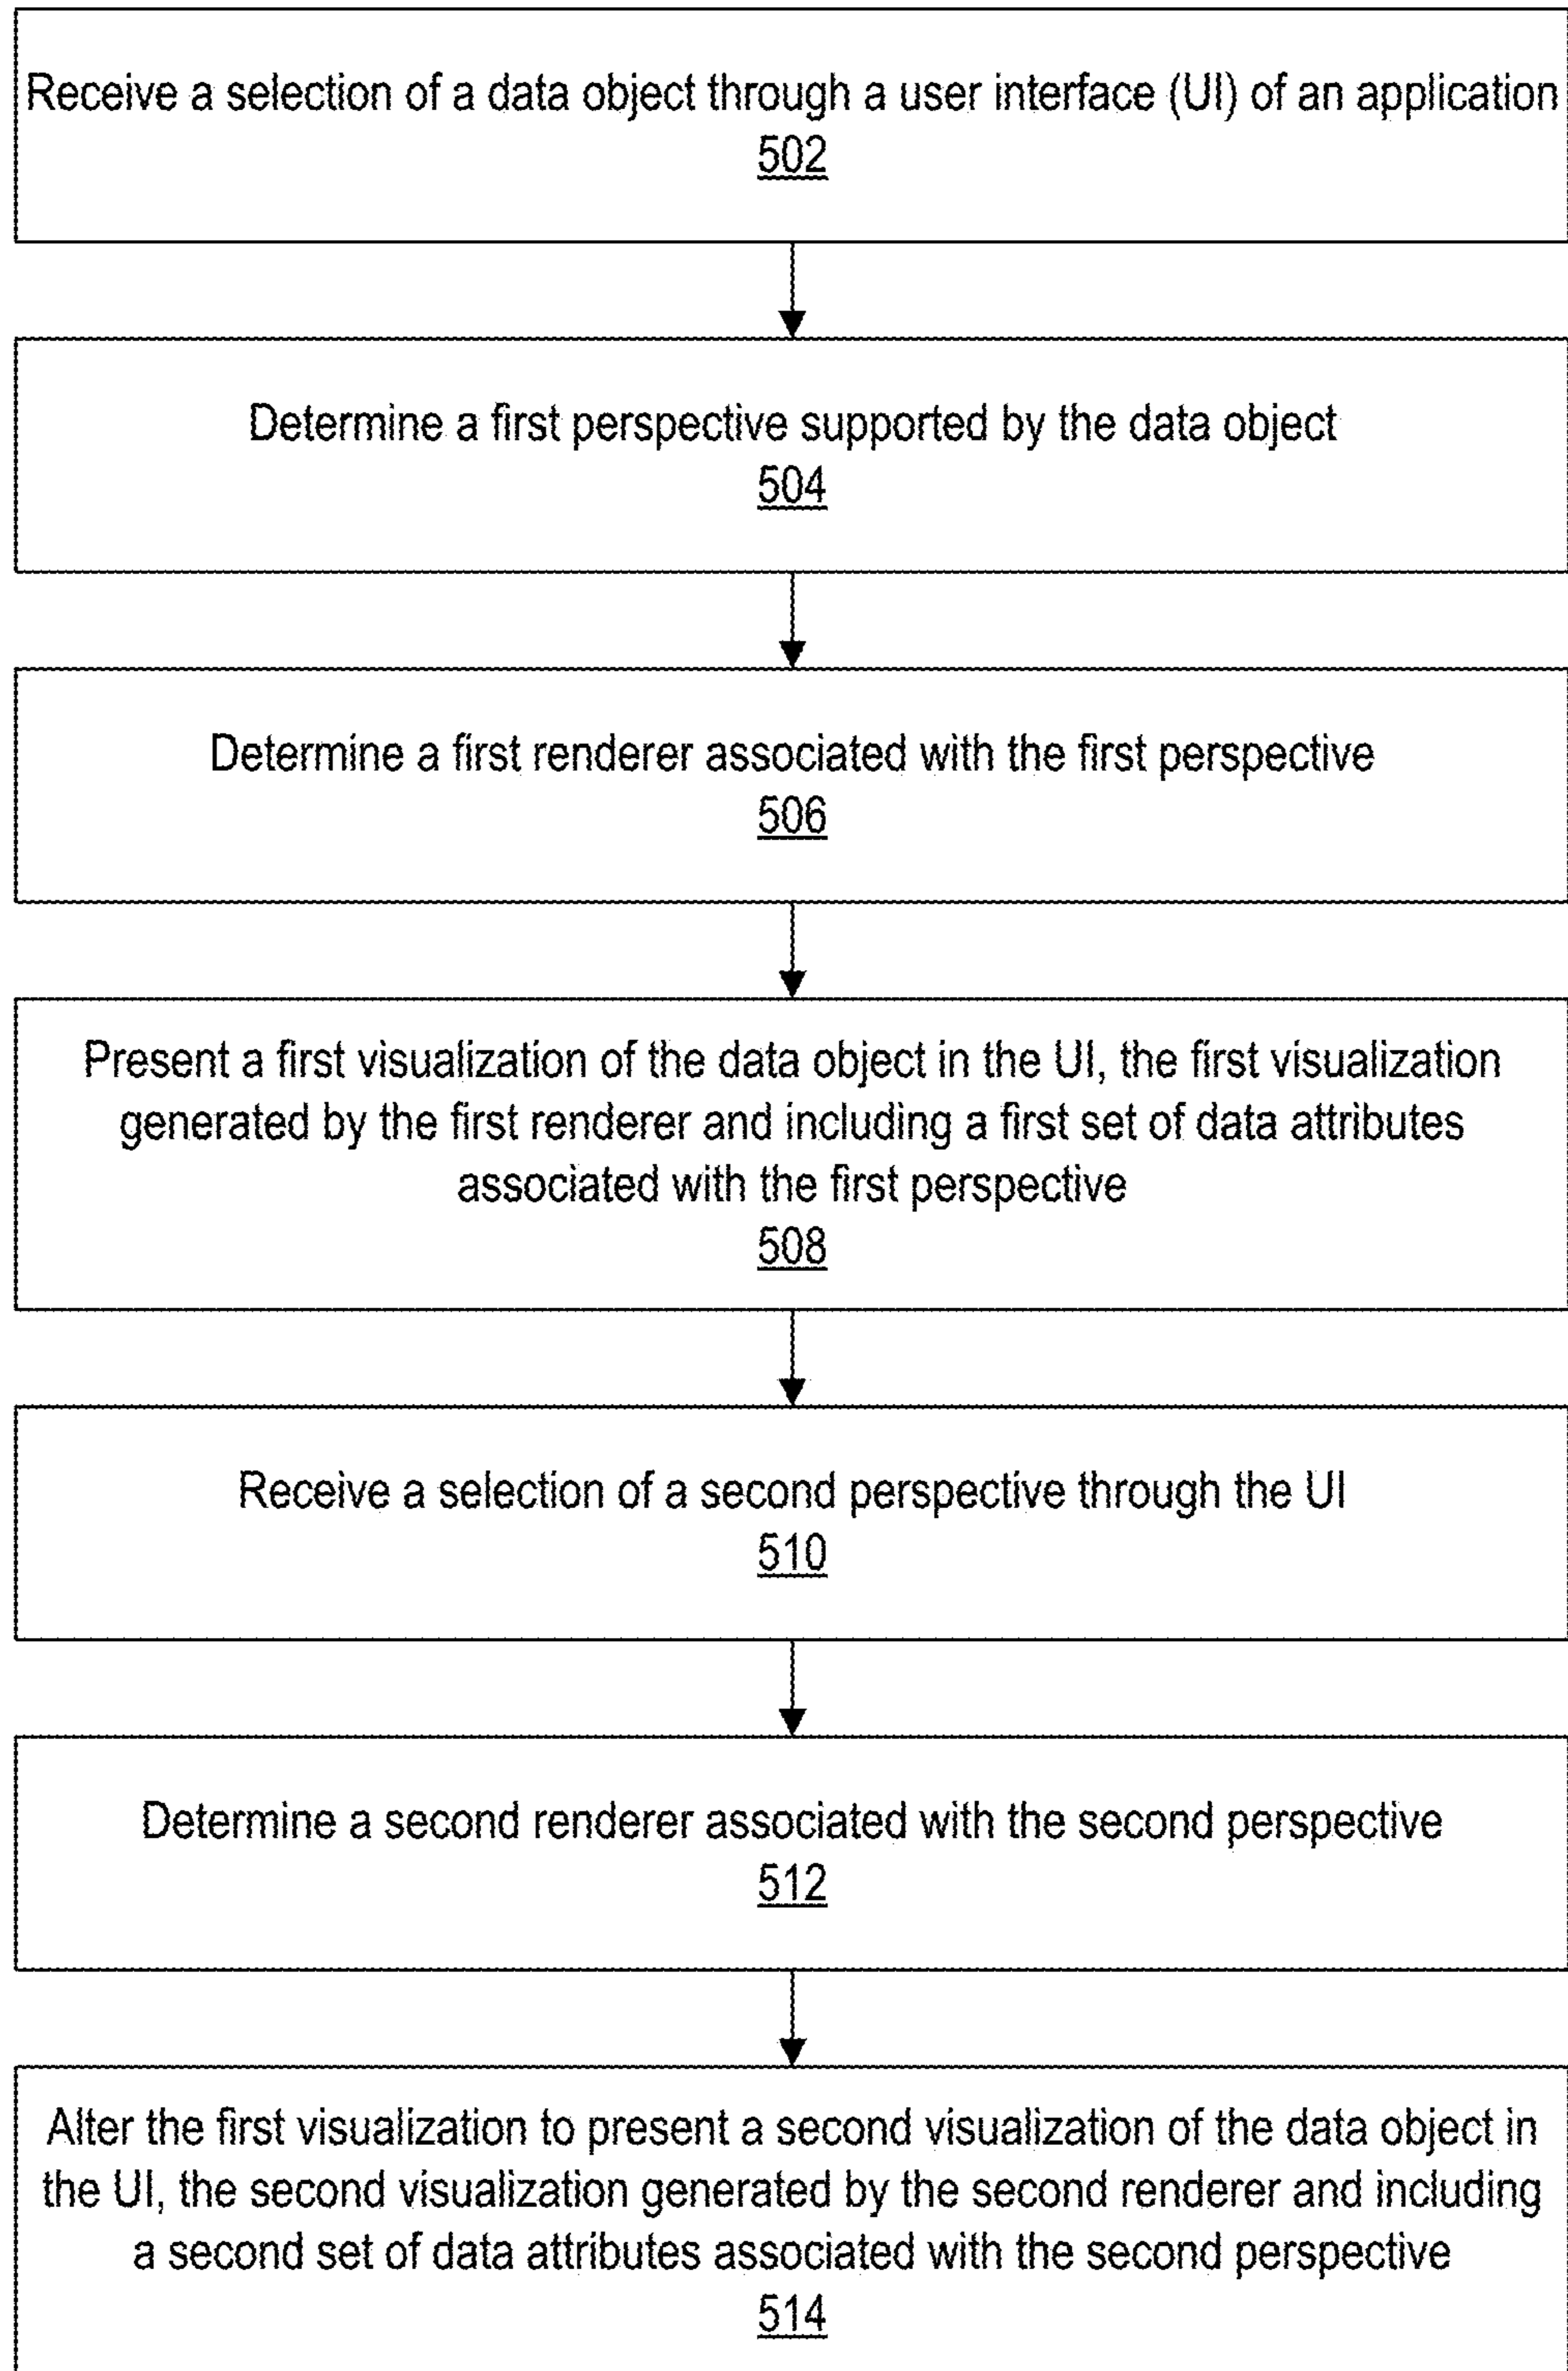 Receive a selection of a data object through a user interface (UI) of an application
502
Determine a first perspective supported by the data object
504
Determine a first renderer associated with the first perspective
506
Present a first visualization of the data object in the UI, the first visualization
generated by the first renderer and including a first set of data attributes
associated with the first perspective
508
Receive a selection of a second perspective through the UI
510
Determine a second renderer associated with the second perspective
512
Alter the first visualization to present a second visualization of the data object in
the UI, the second visualization generated by the second renderer and including
a second set of data attributes associated with the second perspective
514